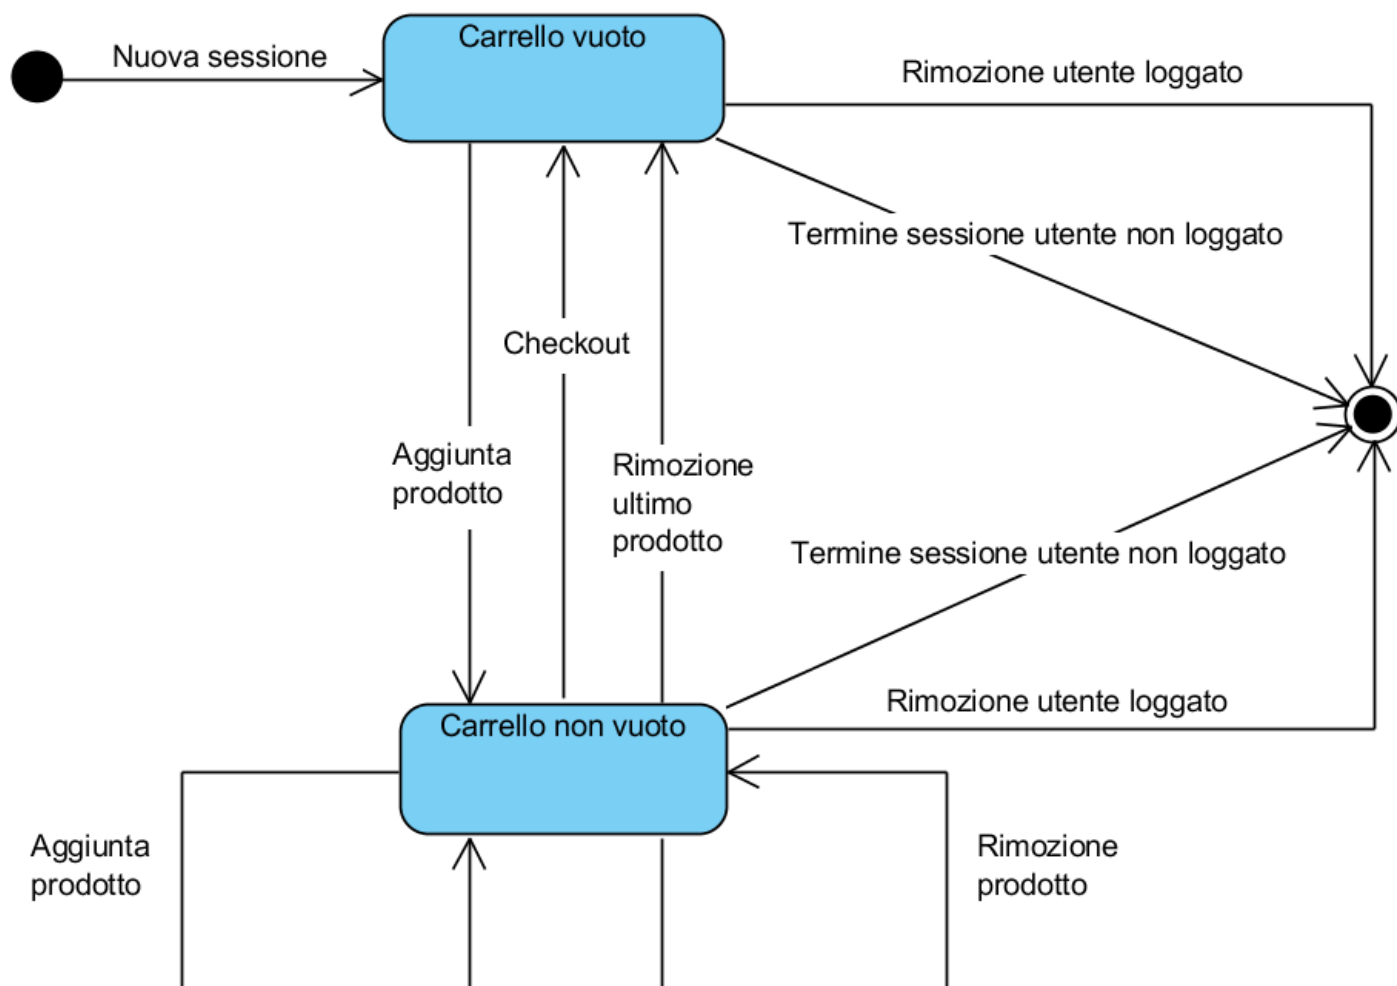 Nuova sessione
Carrello vuoto
Rimozione utente loggato
Termine sessione utente non loggato
Checkout
Aggiunta
prodotto
Rimozione
ultimo
prodotto
Termine sessione utente non loggato
Rimozione utente loggato
Carrello non vuoto
Aggiunta
prodotto
Rimozione
prodotto